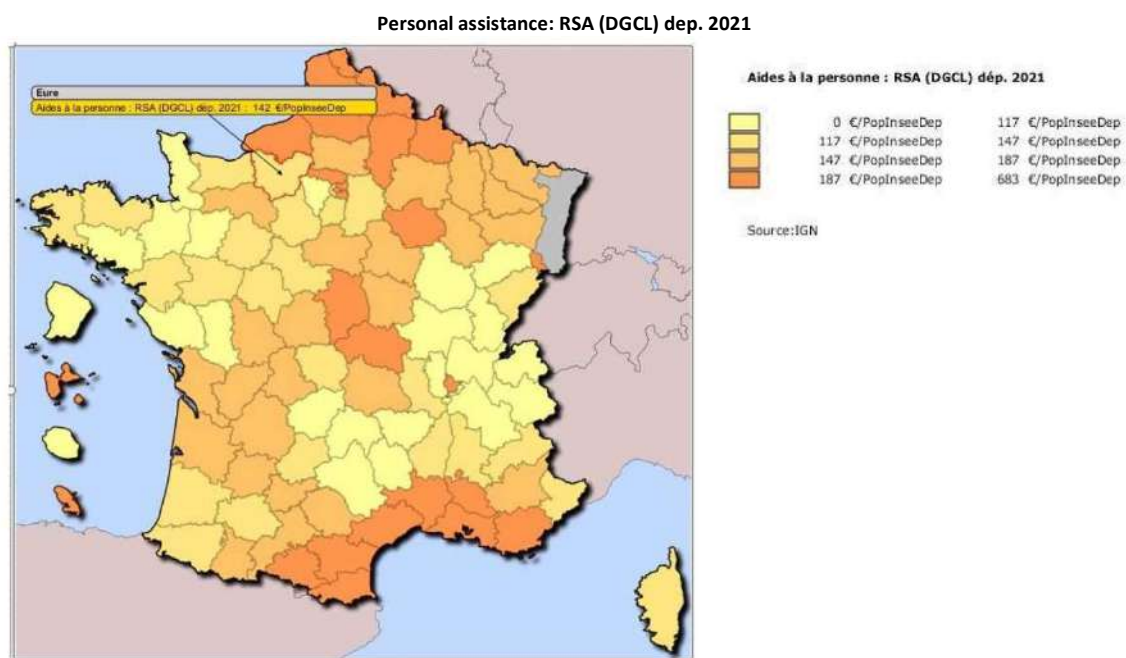 Personal assistance: RSA (DGCL) dep. 2021
Eure
Aides à la personne : RSA (DGCL) dép. 2021 : 142 €/PopInseeDep
Aides à la personne : RSA (DGCL) dép. 2021
0 €/PopInseeDep 117 €/PopInseeDep
117 €/PopInseeDep 147 €/PopInseeDep
147 €/PopInseeDep 187 €/PopInseeDep
187 €/PopInseeDep 683 €/PopInseeDep
Source:IGN